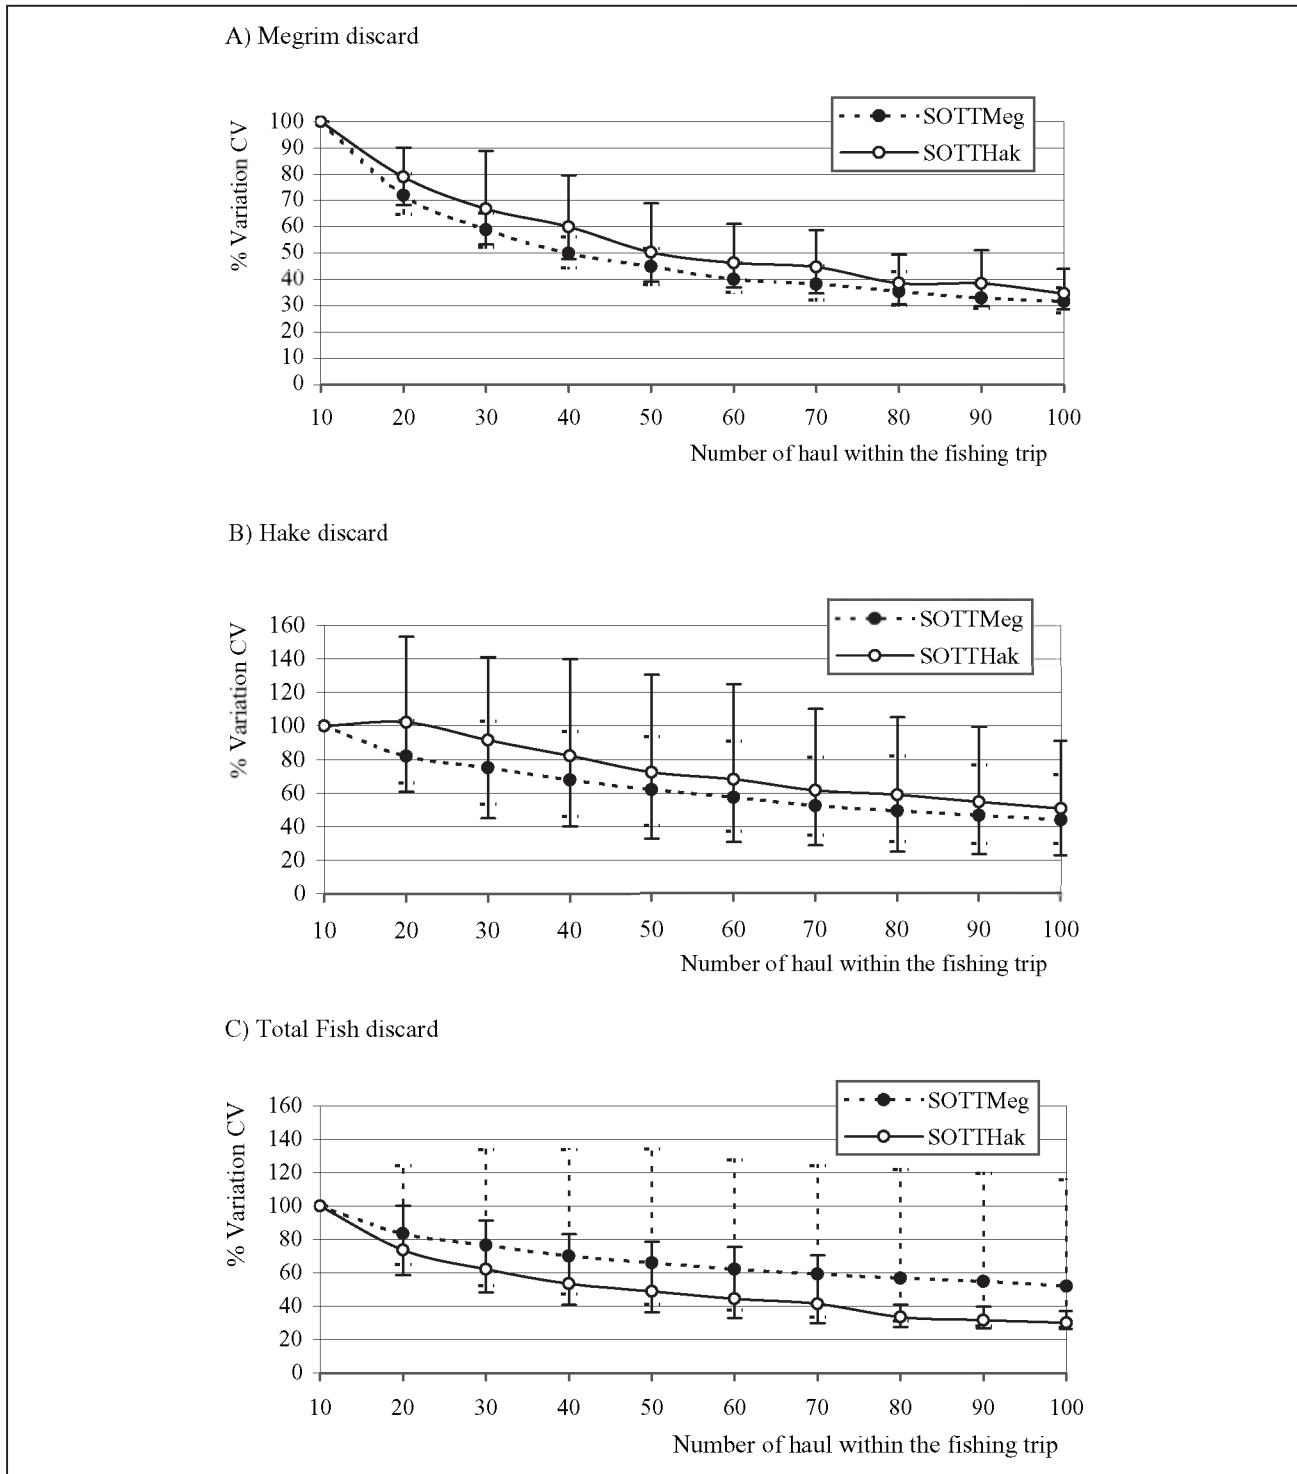 A) Megrim discard
SOTTMeg
SOTTHak
% Variation CV
100
90
80
70
60
50
40
30
20
10
0
10 20 30 40 50 60 70 80 90 100
Number of haul within the fishing trip
B) Hake discard
SOTTMeg
SOTTHak
% Variation CV
160
140
120
100
80
60
40
20
0
10 20 30 40 50 60 70 80 90 100
Number of haul within the fishing trip
C) Total Fish discard
SOTTMeg
SOTTHak
% Variation CV
160
140
120
100
80
60
40
20
0
10 20 30 40 50 60 70 80 90 100
Number of haul within the fishing trip